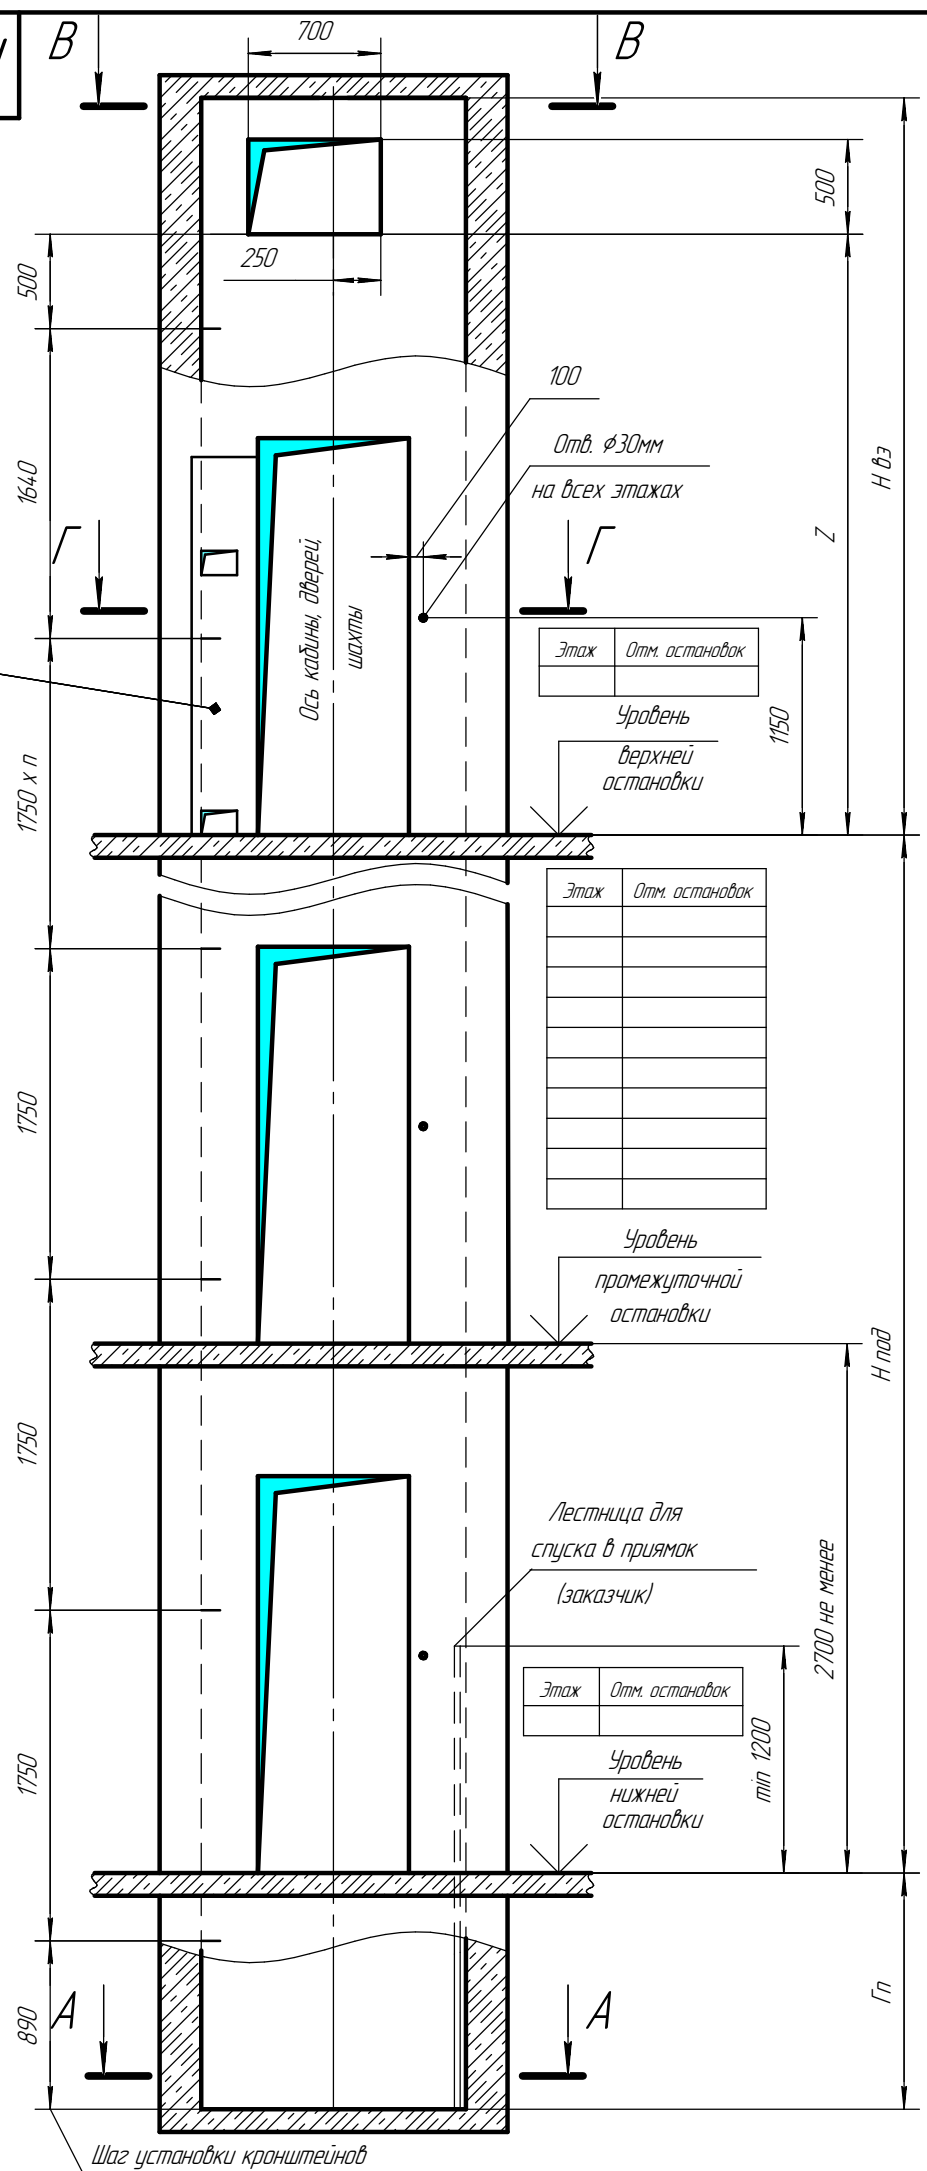 В
В
700
500
250
500
100
Отв. ϕ30мм
на всех этажах
1640
Н вз
Z
Г
Г
Ось кабины, дверей,
шахты
Этаж Отм. остановок
1150
Уровень
верхней
остановки
1750 x n
Этаж Отм. остановок
1750
Уровень
промежуточной
остановки
Н под
1750
Лестница для
спуска в приямок
(заказчик)
2700 не менее
Этаж Отм. остановок
min 1200
Уровень
нижней
остановки
1750
Гп
890
А
А
Шаг установки кронштейнов